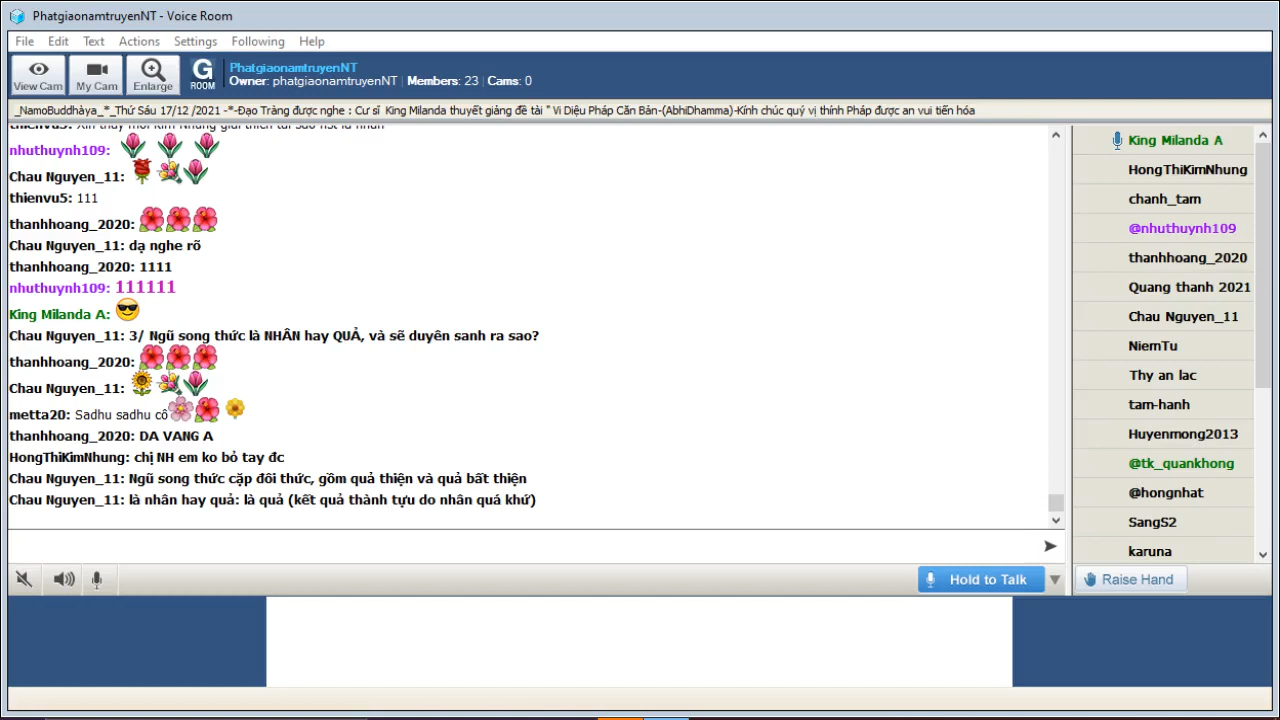 PhatgiaonamtruyenNT - Voice Room
File Edit Text Actions Settings Following Help
View Cam My Cam Enlarge G ROOM
PhatgiaonamtruyenNT
Owner: phatgiaonamtruyenNT | Members: 23 | Cams: 0
_NamoBuddhàya_*_Thứ Sáu 17/12 /2021 -*-Đạo Tràng được nghe : Cư sĩ King Milanda thuyết giảng đề tài " Vi Diệu Pháp Căn Bản-(AbhiDhamma)-Kính chúc quý vị thính Pháp được an vui tiến hóa
nhuthuynh109:
Chau Nguyen_11:
thienvu5: 111
thanhhoang_2020:
Chau Nguyen_11: dạ nghe rõ
thanhhoang_2020: 1111
nhuthuynh109: 111111
King Milanda A:
Chau Nguyen_11: 3/ Ngũ song thức là NHÂN hay QUẢ, và sẽ duyên sanh ra sao?
thanhhoang_2020:
Chau Nguyen_11:
metta20: Sadhu sadhu cô
thanhhoang_2020: DA VANG A
HongThiKimNhung: chị NH em ko bỏ tay đc
Chau Nguyen_11: Ngũ song thức cặp đôi thức, gồm quả thiện và quả bất thiện
Chau Nguyen_11: là nhân hay quả: là quả (kết quả thành tựu do nhân quá khứ)
King Milanda A
HongThiKimNhung
chanh_tam
@nhuthuynh109
thanhhoang_2020
Quang thanh 2021
Chau Nguyen_11
NiemTu
Thy an lac
tam-hanh
Huyenmong2013
@tk_quankhong
@hongnhat
SangS2
karuna
Hold to Talk
Raise Hand